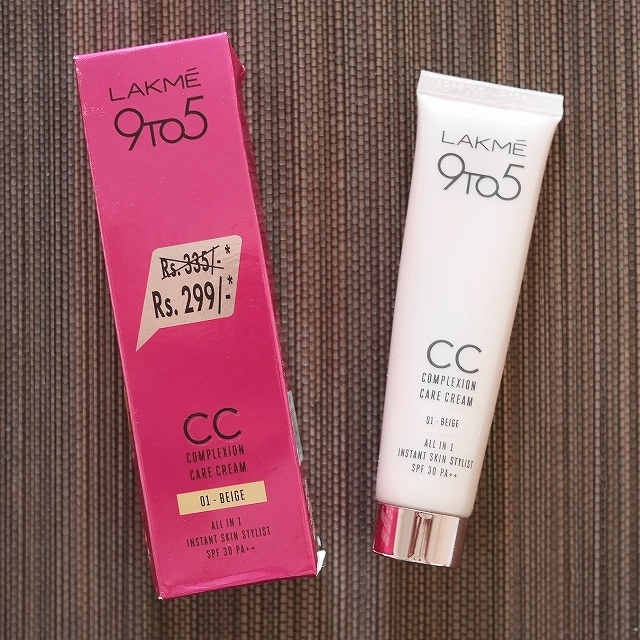 LAKMÉ
9TO5
Rs. 335/-*
Rs. 299/-*
CC
COMPLEXION
CARE CREAM
01 - BEIGE
ALL IN 1
INSTANT SKIN STYLIST
SPF 30 PA++
LAKMÉ
9TO5
CC
COMPLEXION
CARE CREAM
01 - BEIGE
ALL IN 1
INSTANT SKIN STYLIST
SPF 30 PA++